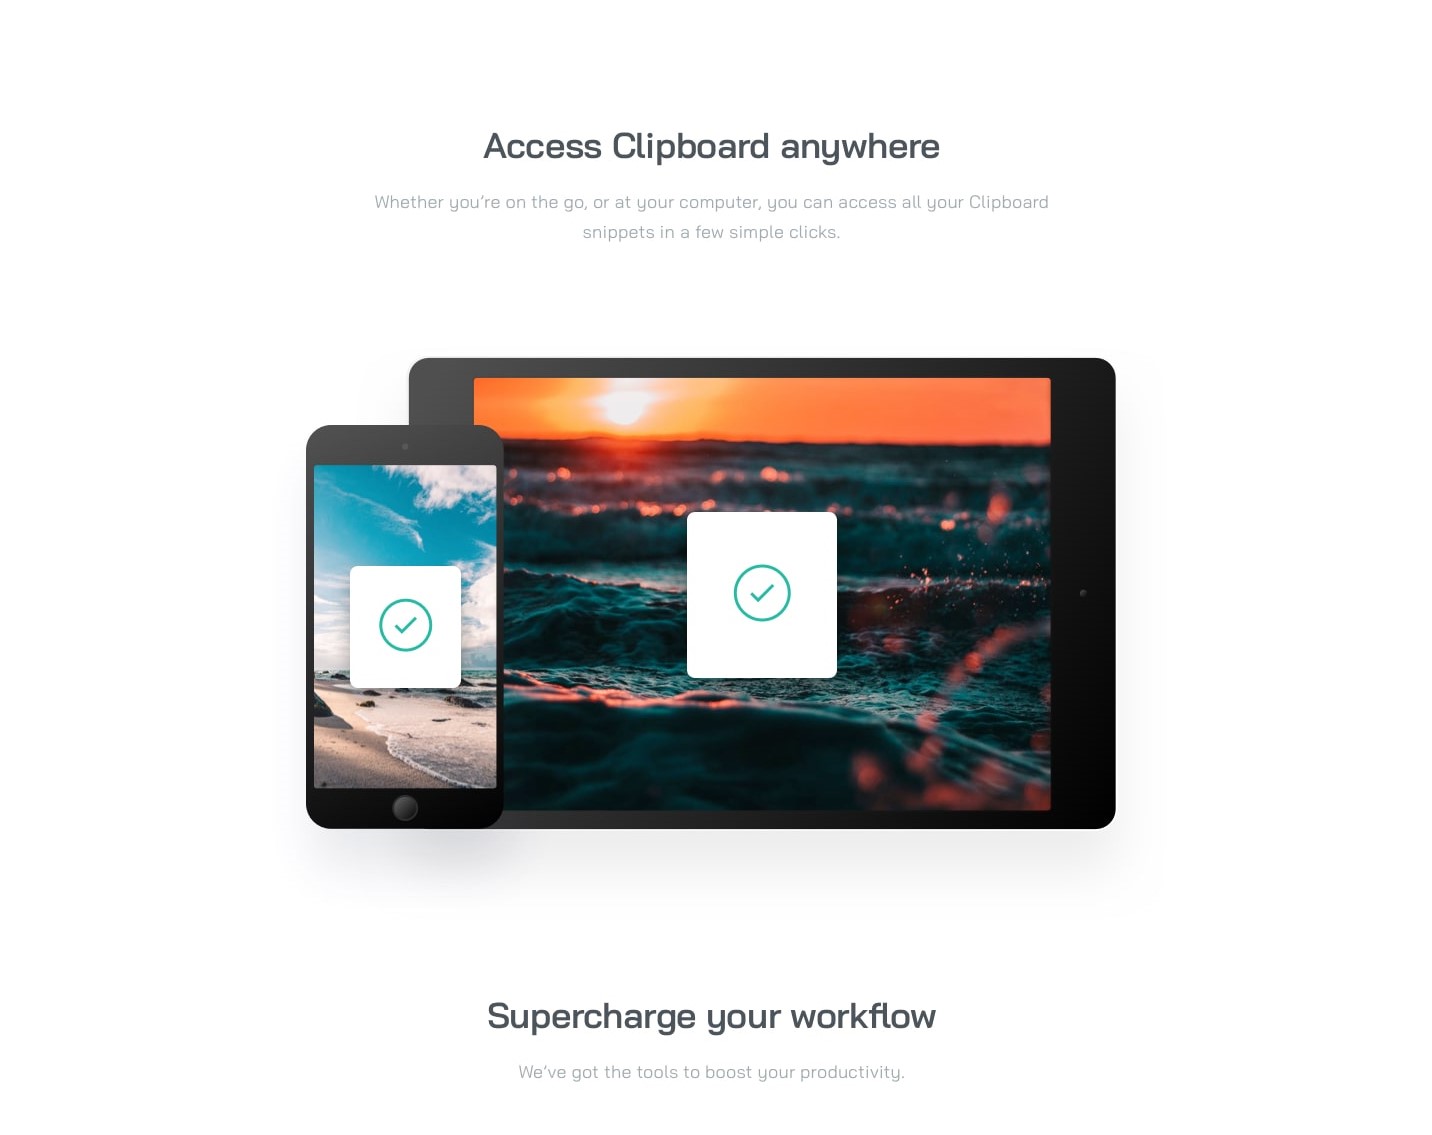 Access Clipboard anywhere
Whether you’re on the go, or at your computer, you can access all your Clipboard
snippets in a few simple clicks.
Supercharge your workflow
We’ve got the tools to boost your productivity.